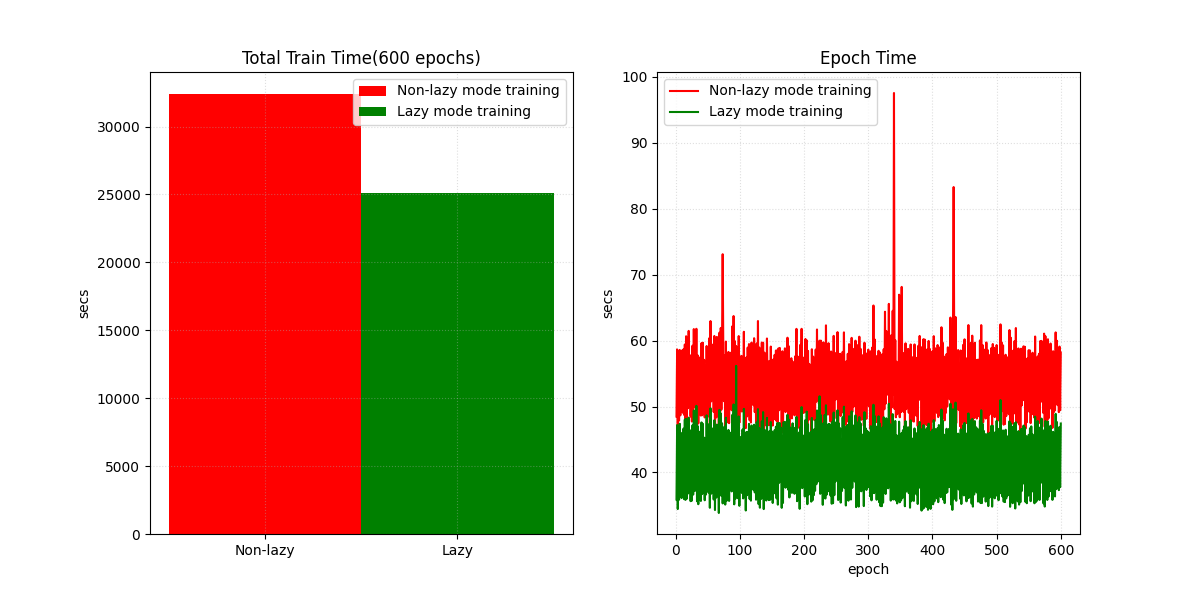 Total Train Time(600 epochs)
Non-lazy mode training
Lazy mode training
30000
25000
20000
15000
10000
5000
0
secs
Non-lazy
Lazy
Epoch Time
Non-lazy mode training
Lazy mode training
100
90
80
70
60
50
40
secs
0
100
200
300
400
500
600
epoch